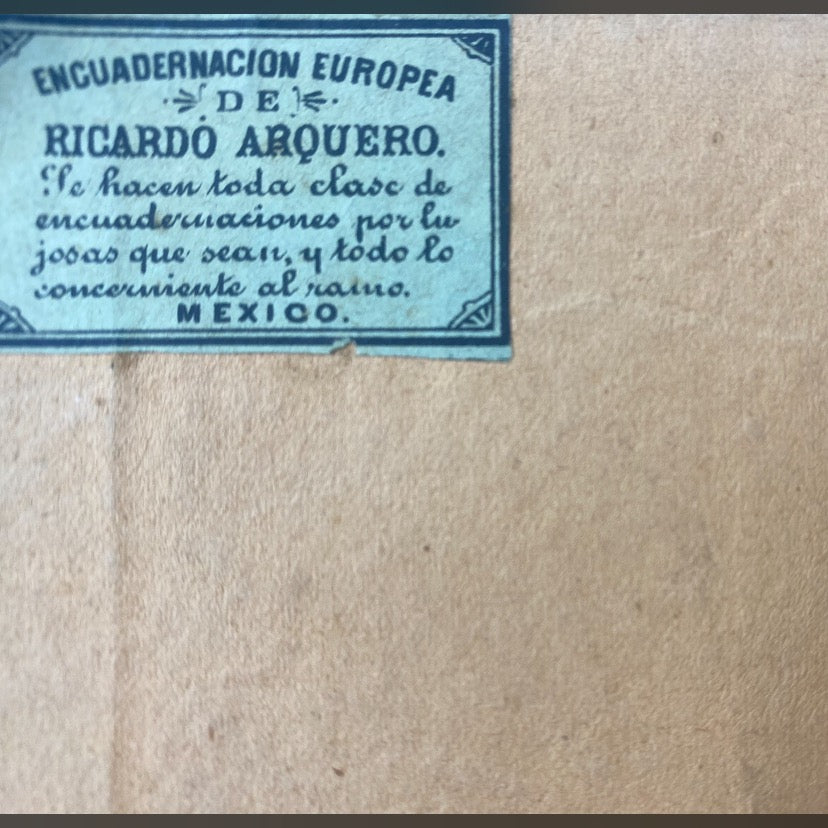 ENCUADERNACION EUROPEA
DE
RICARDO ARQUERO.
Se hacen toda clase de
encuadernaciones por lu-
josas que sean, y todo lo
concerniente al ramo.
MEXICO.